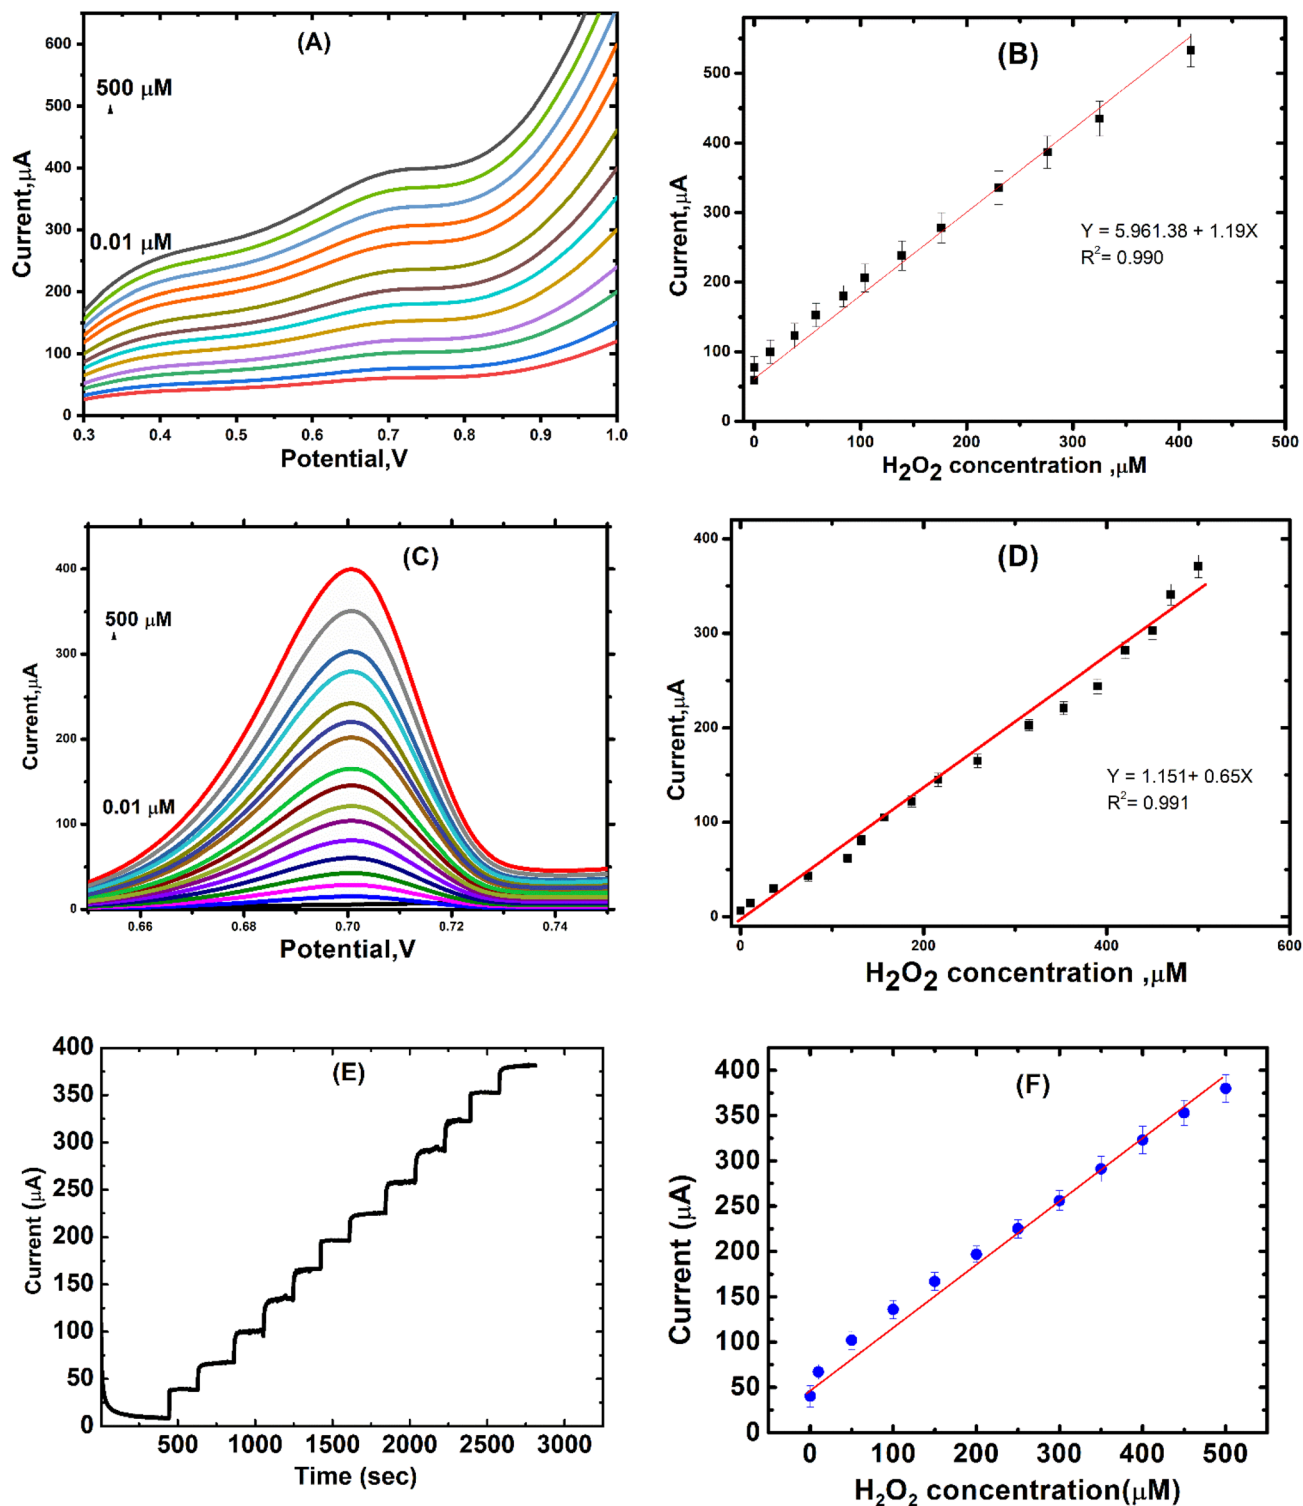 (A)
600
500
400
300
200
100
0
500 μM
0.01 μM
Current,μA
0.3 0.4 0.5 0.6 0.7 0.8 0.9 1.0
Potential,V
(B)
500
400
300
200
100
0
Current,μA
Y = 5.961.38 + 1.19X
R²= 0.990
0 100 200 300 400 500
H₂O₂ concentration ,μM
(C)
400
300
200
100
0
500 μM
0.01 μM
Current,μA
0.66 0.68 0.70 0.72 0.74
Potential,V
(D)
400
300
200
100
0
Current,μA
Y = 1.151+ 0.65X
R²= 0.991
0 200 400 600
H₂O₂ concentration ,μM
(E)
400
350
300
250
200
150
100
50
0
Current (μA)
500 1000 1500 2000 2500 3000
Time (sec)
(F)
400
350
300
250
200
150
100
50
0
Current (μA)
0 100 200 300 400 500
H₂O₂ concentration(μM)